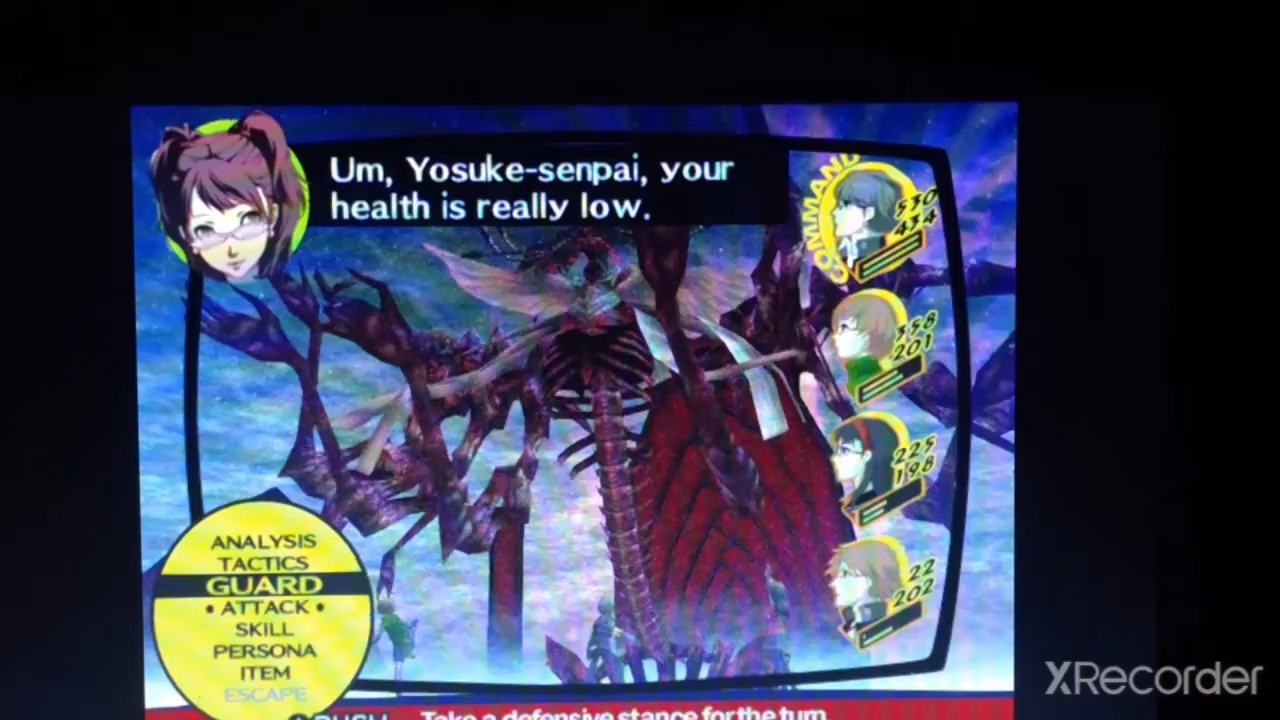 Um, Yosuke-senpai, your
health is really low.
COMMAND
530
434
358
201
225
198
22
202
ANALYSIS
TACTICS
GUARD
• ATTACK •
SKILL
PERSONA
ITEM
ESCAPE
RUSH Take a defensive stance for the turn
XRecorder